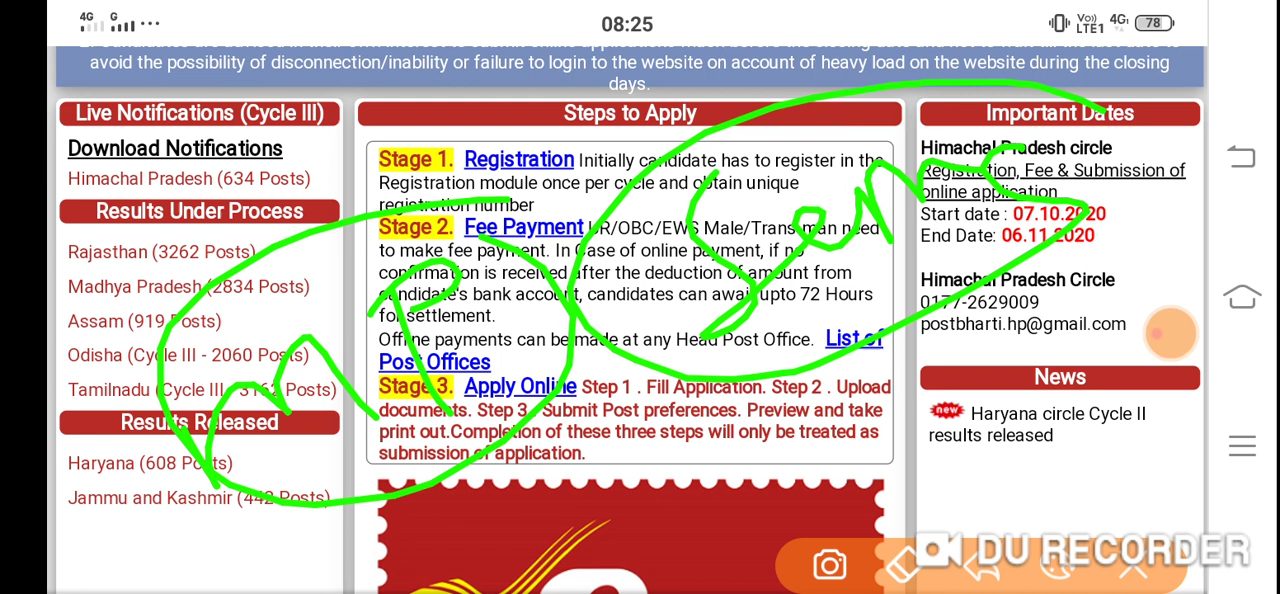 4G G 08:25 Vo)) LTE1 4G 78
avoid the possibility of disconnection/inability or failure to login to the website on account of heavy load on the website during the closing
days.
Live Notifications (Cycle III)
Download Notifications
Himachal Pradesh (634 Posts)
Results Under Process
Rajasthan (3262 Posts)
Madhya Pradesh (2834 Posts)
Assam (919 Posts)
Odisha (Cycle III - 2060 Posts)
Tamilnadu (Cycle III - 3162 Posts)
Results Released
Haryana (608 Posts)
Jammu and Kashmir (442 Posts)
Steps to Apply
Stage 1. Registration Initially candidate has to register in the
Registration module once per cycle and obtain unique
registration number
Stage 2. Fee Payment UR/OBC/EWS Male/Trans man need
to make fee payment. In Case of online payment, if no
confirmation is received after the deduction of amount from
candidate's bank account, candidates can await upto 72 Hours
for settlement.
Offline payments can be made at any Head Post Office. List of
Post Offices
Stage 3. Apply Online Step 1 . Fill Application. Step 2 . Upload
documents. Step 3 . Submit Post preferences. Preview and take
print out.Completion of these three steps will only be treated as
submission of application.
Important Dates
Himachal Pradesh circle
Registration, Fee & Submission of
online application
Start date : 07.10.2020
End Date: 06.11.2020
Himachal Pradesh Circle
0177-2629009
postbharti.hp@gmail.com
News
new Haryana circle Cycle II
results released
DU RECORDER